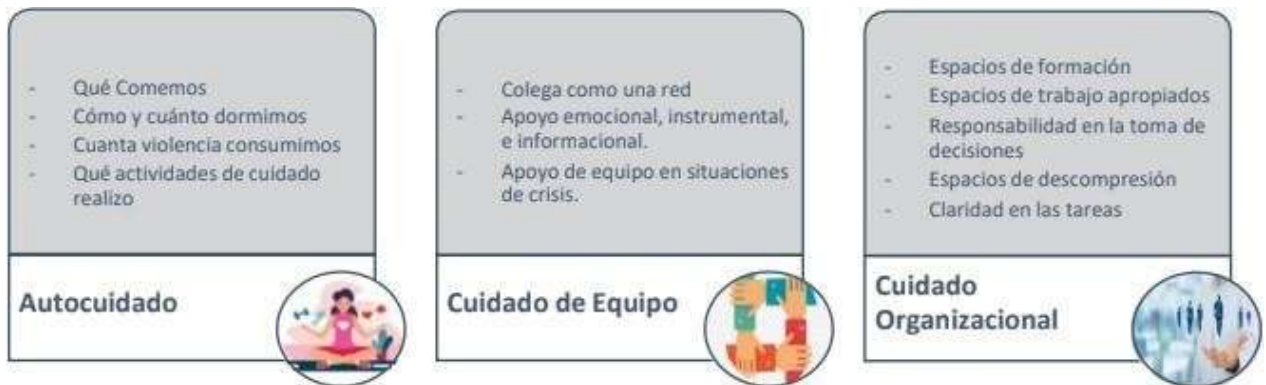 - Qué Comemos
- Cómo y cuánto dormimos
- Cuanta violencia consumimos
- Qué actividades de cuidado
realizo
Autocuidado
- Colega como una red
- Apoyo emocional, instrumental,
e informacional.
- Apoyo de equipo en situaciones
de crisis.
Cuidado de Equipo
- Espacios de formación
- Espacios de trabajo apropiados
- Responsabilidad en la toma de
decisiones
- Espacios de descompresión
- Claridad en las tareas
Cuidado
Organizacional